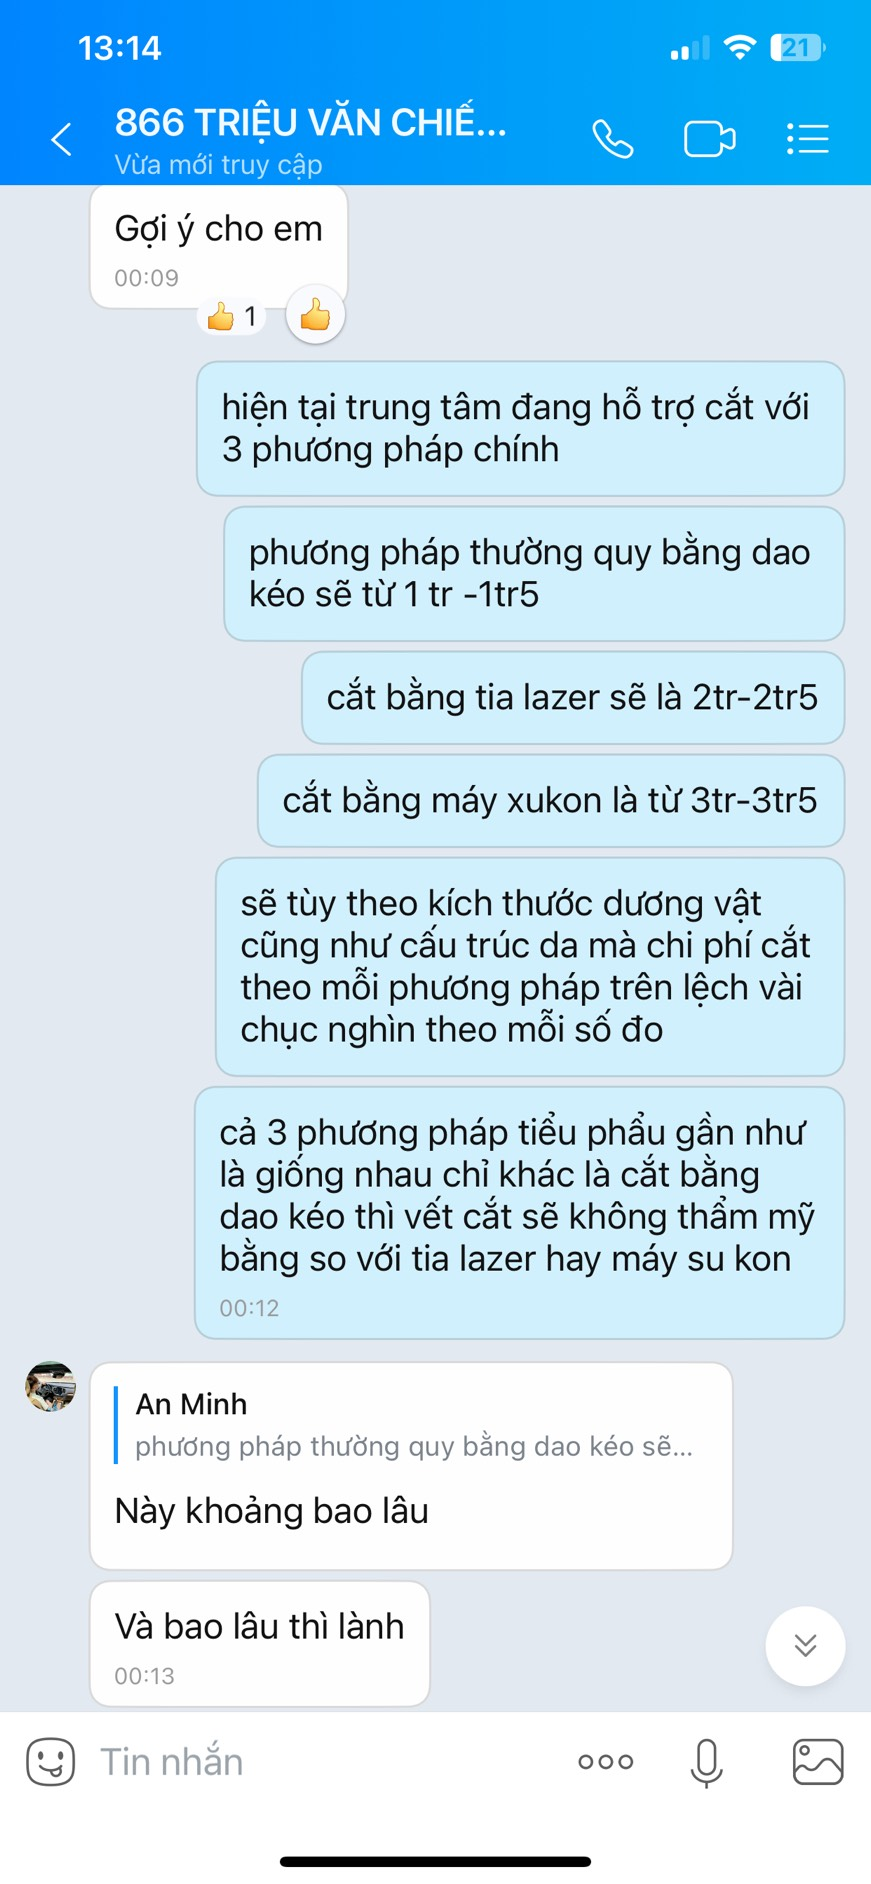 13:14
21
866 TRIỆU VĂN CHIẾ...
Vừa mới truy cập
Gợi ý cho em
00:09
1
hiện tại trung tâm đang hỗ trợ cắt với
3 phương pháp chính
phương pháp thường quy bằng dao
kéo sẽ từ 1 tr -1tr5
cắt bằng tia lazer sẽ là 2tr-2tr5
cắt bằng máy xukon là từ 3tr-3tr5
sẽ tùy theo kích thước dương vật
cũng như cấu trúc da mà chi phí cắt
theo mỗi phương pháp trên lệch vài
chục nghìn theo mỗi số đo
cả 3 phương pháp tiểu phẩu gần như
là giống nhau chỉ khác là cắt bằng
dao kéo thì vết cắt sẽ không thẩm mỹ
bằng so với tia lazer hay máy su kon
00:12
An Minh
phương pháp thường quy bằng dao kéo sẽ...
Này khoảng bao lâu
Và bao lâu thì lành
00:13
Tin nhắn